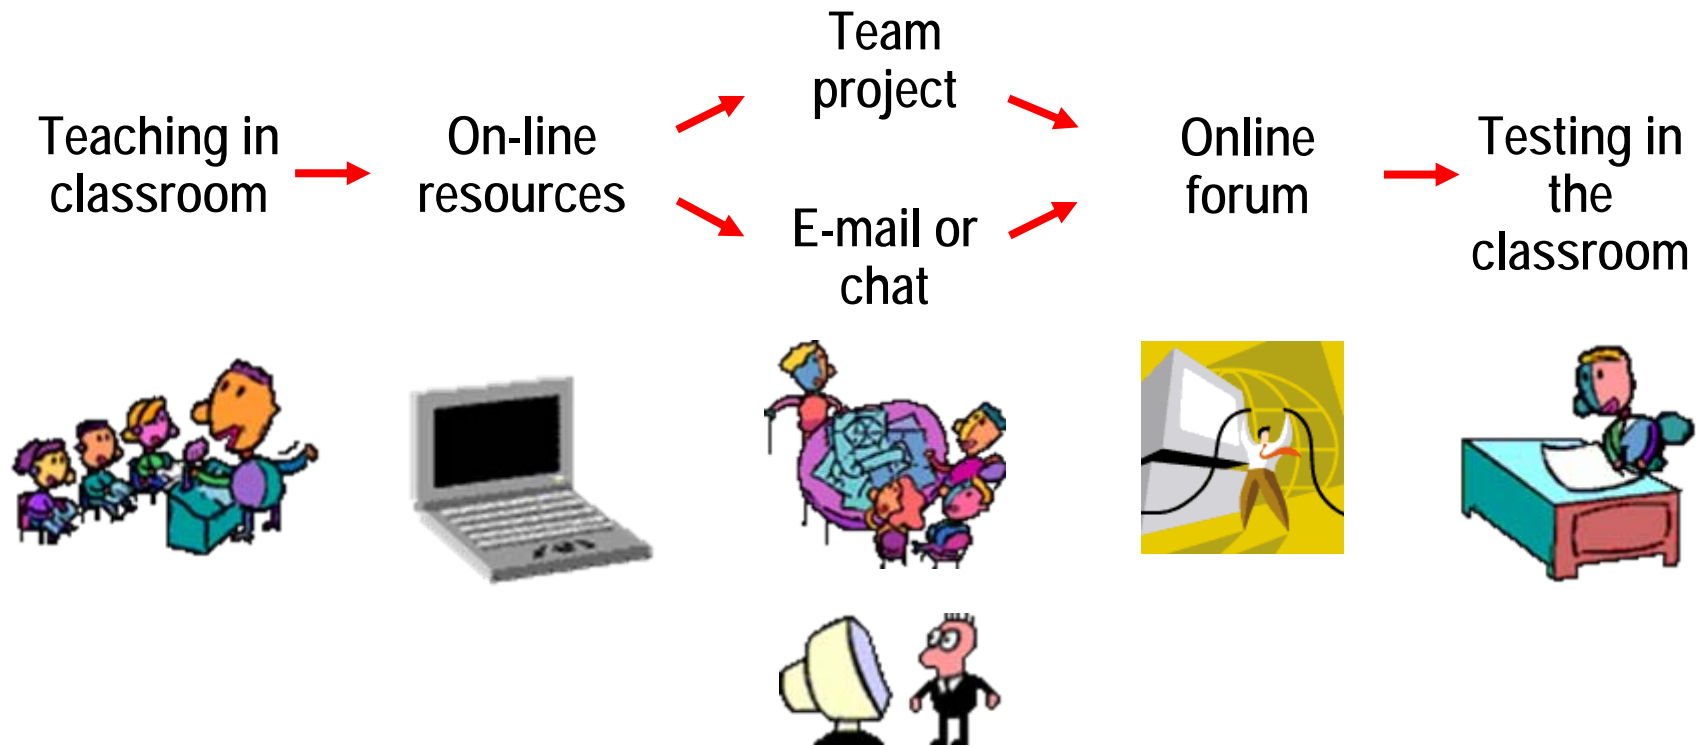 Teaching in
classroom
On-line
resources
Team
project
E-mail or
chat
Online
forum
Testing in
the
classroom